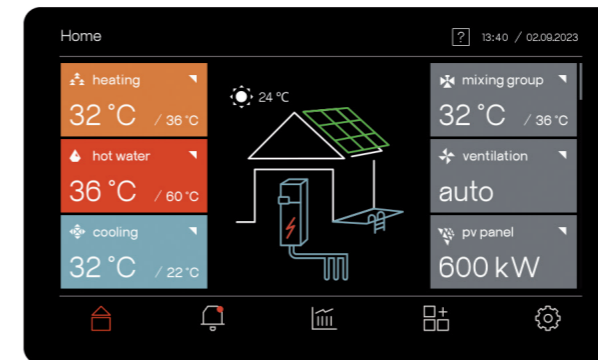 Home
? 13:40 / 02.09.2023
heating
32 °C / 36 °C
hot water
36 °C / 60 °C
cooling
32 °C / 22 °C
24 °C
mixing group
32 °C / 36 °C
ventilation
auto
pv panel
600 kW